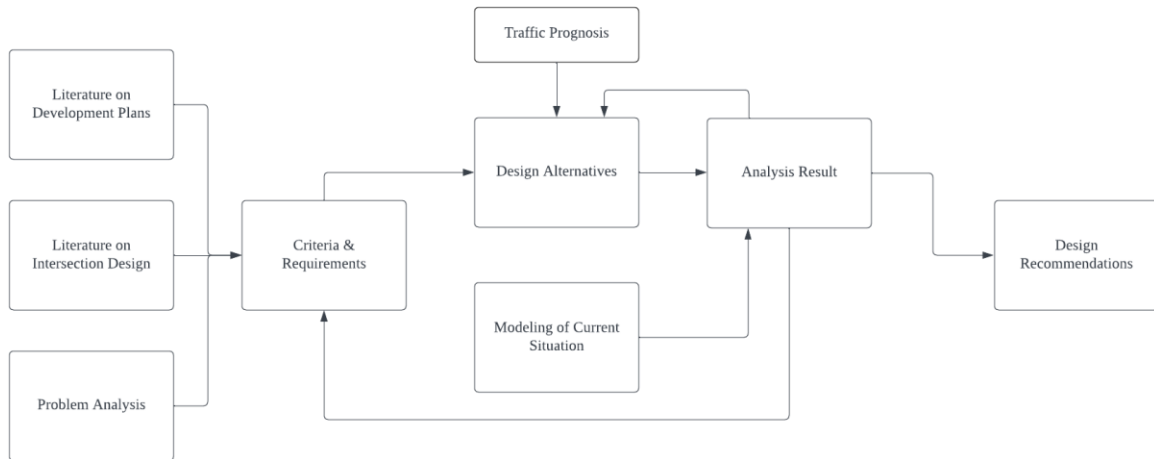 Traffic Prognosis
Literature on
Development Plans
Design Alternatives
Analysis Result
Literature on
Intersection Design
Criteria &
Requirements
Design
Recommendations
Modeling of Current
Situation
Problem Analysis